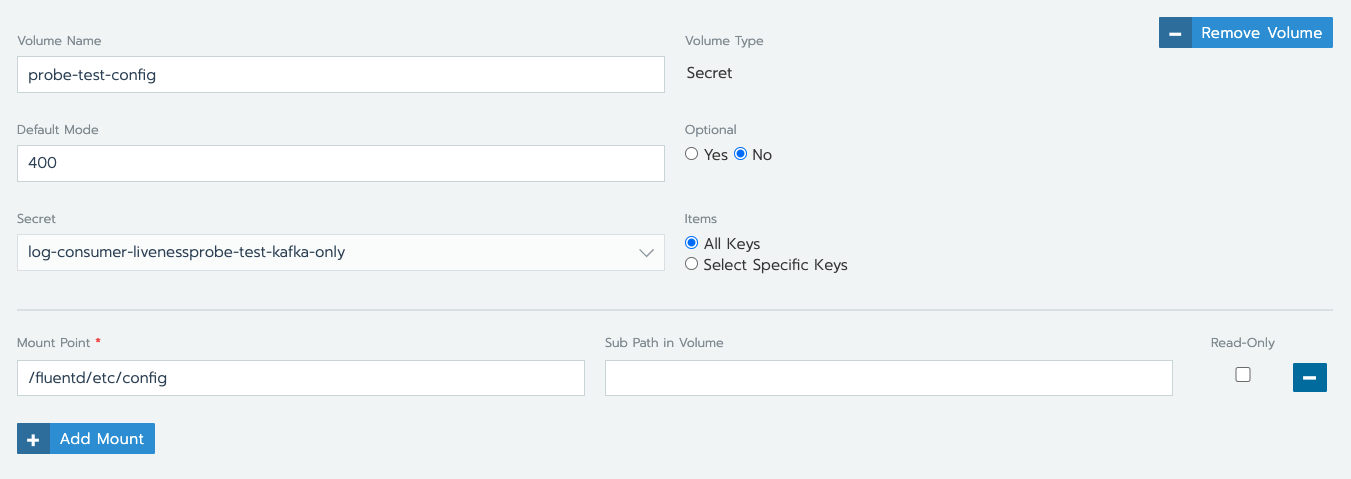 Volume Name
Volume Type
Remove Volume
probe-test-config
Secret
Default Mode
Optional
400
Yes No
Secret
Items
log-consumer-livenessprobe-test-kafka-only
All Keys
Select Specific Keys
Mount Point *
Sub Path in Volume
Read-Only
/fluentd/etc/config
Add Mount